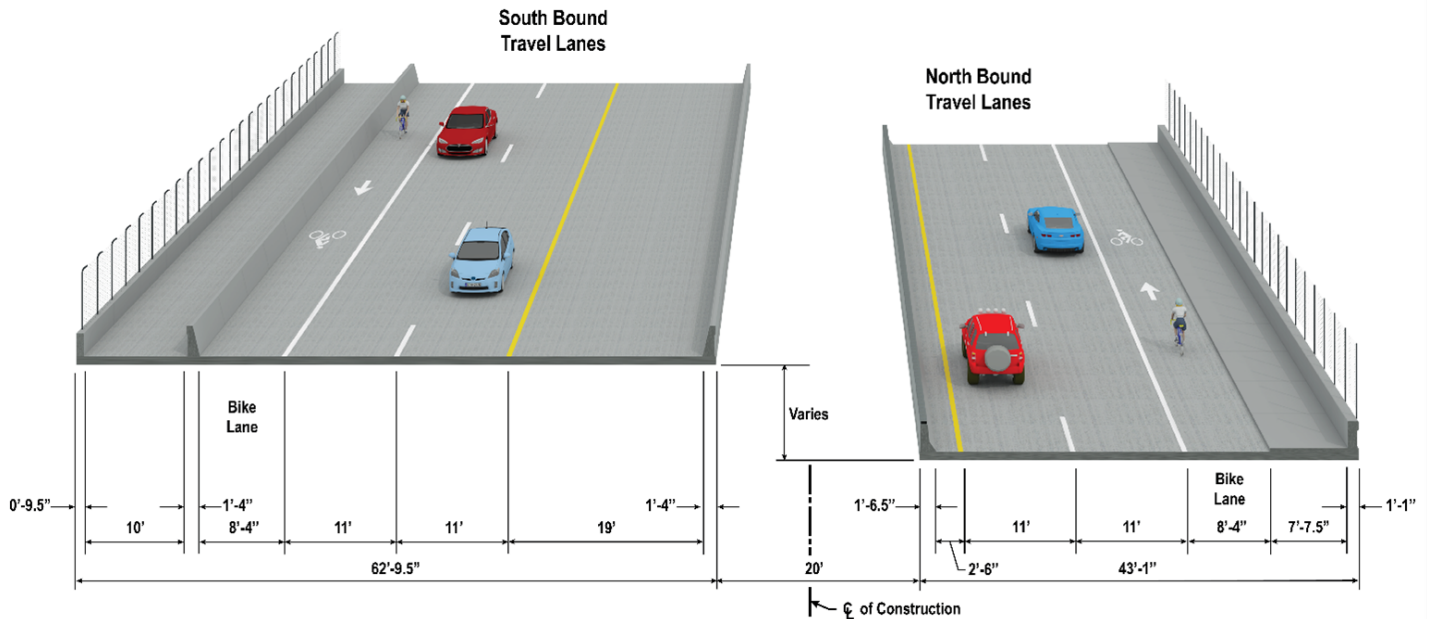 South Bound
Travel Lanes
North Bound
Travel Lanes
Varies
Bike
Lane
Bike
Lane
0’-9.5”
1’-4”
1’-4”
1’-6.5”
1’-1”
10’
8’-4”
11’
11’
19’
11’
11’
8’-4”
7’-7.5”
62’-9.5”
20’
2’-6”
43’-1”
℄ of Construction